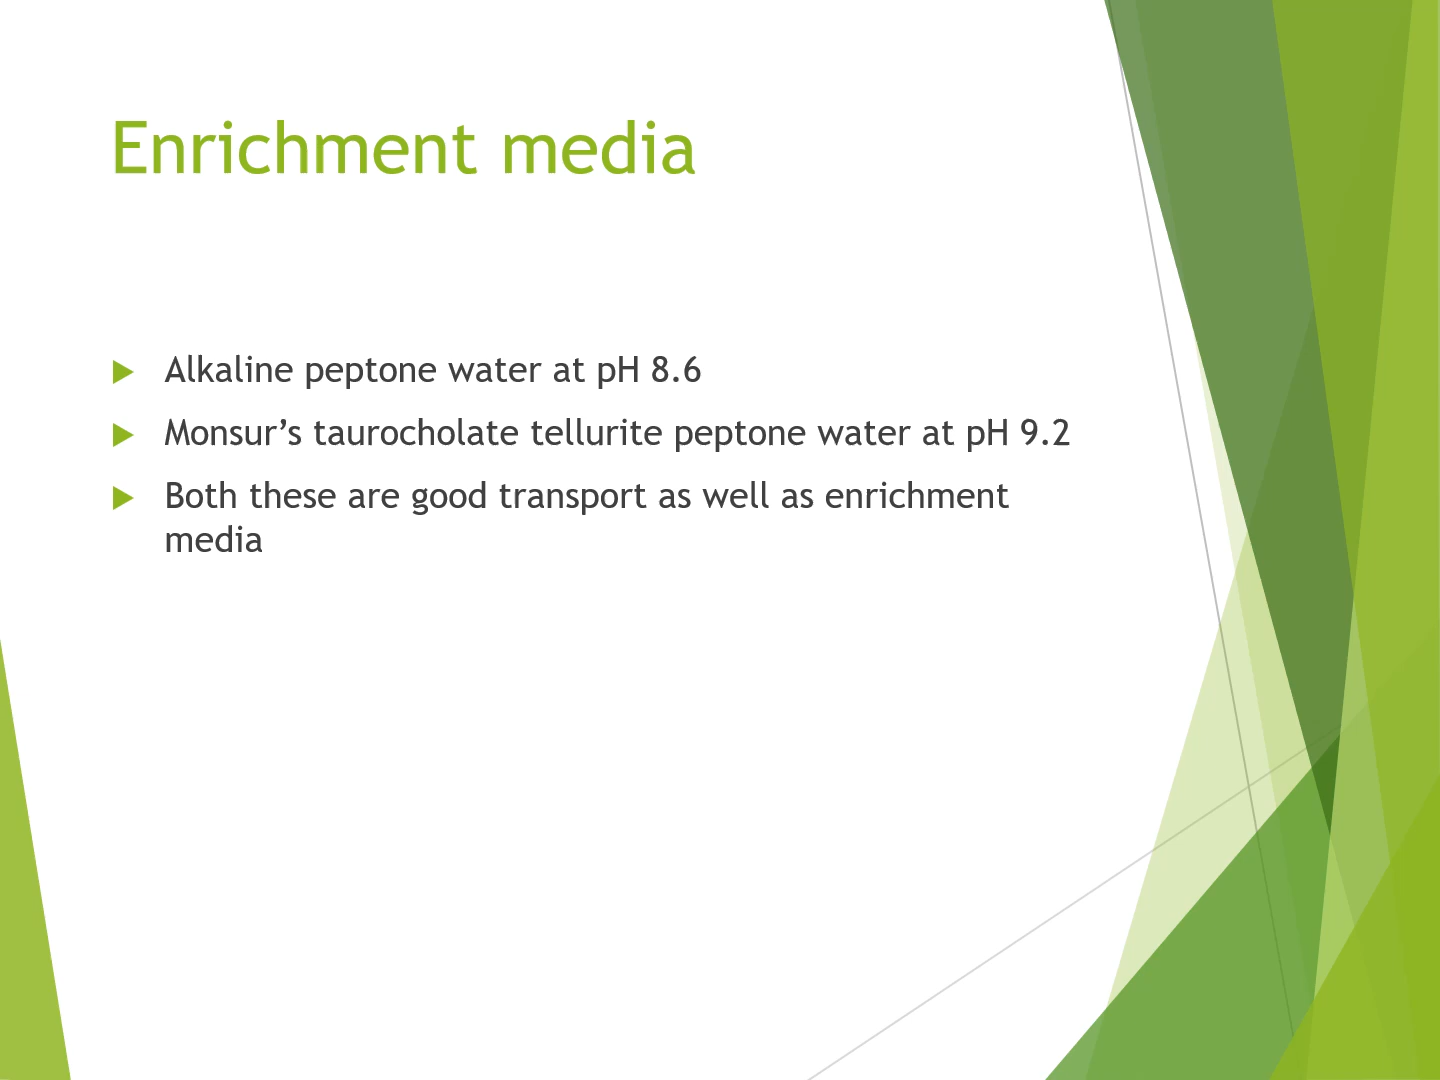 Enrichment media
Alkaline peptone water at pH 8.6
Monsur’s taurocholate tellurite peptone water at pH 9.2
Both these are good transport as well as enrichment
media